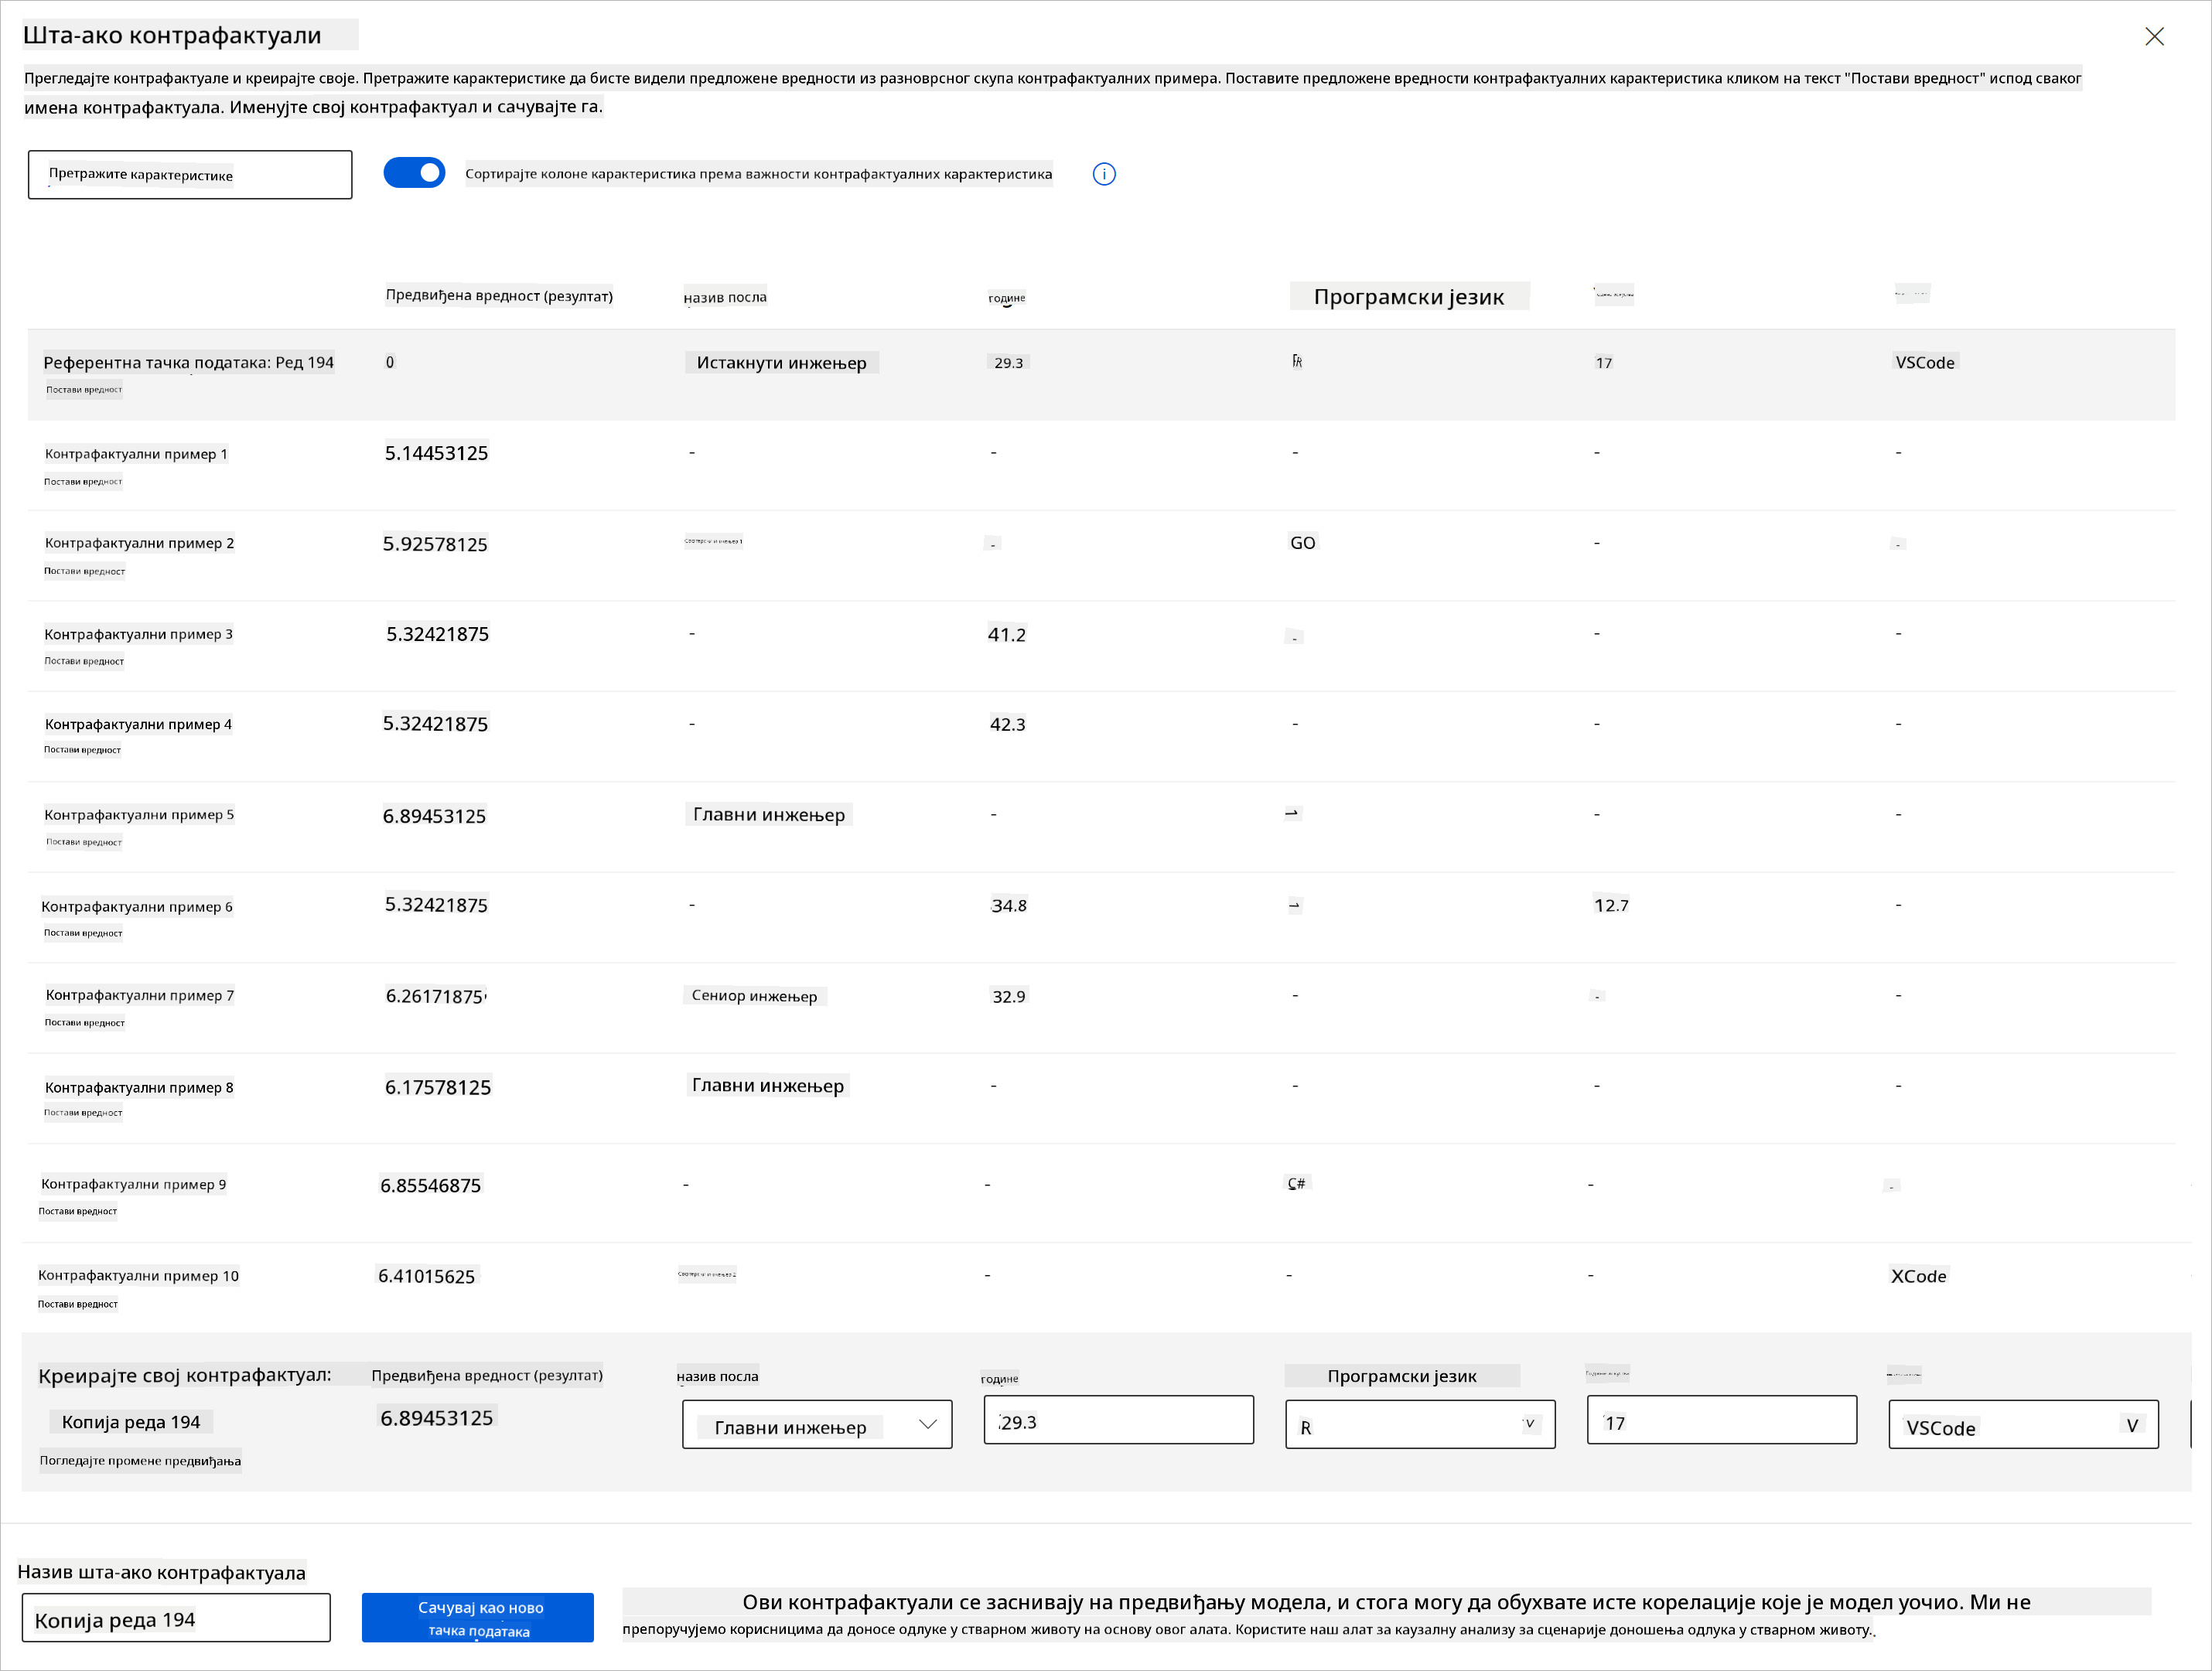 Шта-ако контрафактуали
Прегледајте контрафактуале и креирајте своје. Претражите карактеристике да бисте видели предложене вредности из разноврсног скупа контрафактуалних примера. Поставите предложене вредности контрафактуалних карактеристика кликом на текст "Постави вредност" испод сваког
имена контрафактуала. Именујте свој контрафактуал и сачувајте га.
Претражите карактеристике
Сортирајте колоне карактеристика према важности контрафактуалних карактеристика
Предвиђена вредност (резултат) назив посла године Програмски језик
Референтна тачка података: Ред 194 0 Истакнути инжењер 29.3 R 17 VSCode
Постави вредност
Контрафактуални пример 1 5.14453125 - - - - -
Постави вредност
Контрафактуални пример 2 5.92578125 - GO - -
Постави вредност
Контрафактуални пример 3 5.32421875 - 41.2 - - -
Постави вредност
Контрафактуални пример 4 5.32421875 - 42.3 - - -
Постави вредност
Контрафактуални пример 5 6.89453125 Главни инжењер - - -
Постави вредност
Контрафактуални пример 6 5.32421875 - 34.8 12.7 -
Постави вредност
Контрафактуални пример 7 6.26171875 Сениор инжењер 32.9 - - -
Постави вредност
Контрафактуални пример 8 6.17578125 Главни инжењер - - - -
Постави вредност
Контрафактуални пример 9 6.85546875 - - C# - -
Постави вредност
Контрафактуални пример 10 6.41015625 - - - XCode
Постави вредност
Креирајте свој контрафактуал: Предвиђена вредност (резултат) назив посла године Програмски језик
Копија реда 194 6.89453125 Главни инжењер 29.3 R 17 VSCode
Погледајте промене предвиђања
Назив шта-ако контрафактуала
Копија реда 194
Сачувај као ново
тачка података
Ови контрафактуали се заснивају на предвиђању модела, и стога могу да обухвате исте корелације које је модел уочио. Ми не
препоручујемо корисницима да доносе одлуке у стварном животу на основу овог алата. Користите наш алат за каузалну анализу за сценарије доношења одлука у стварном животу.